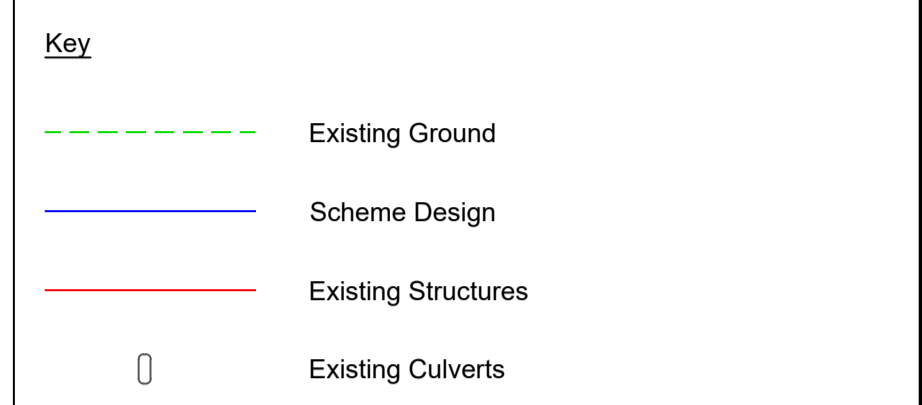 Key
Existing Ground
Scheme Design
Existing Structures
Existing Culverts